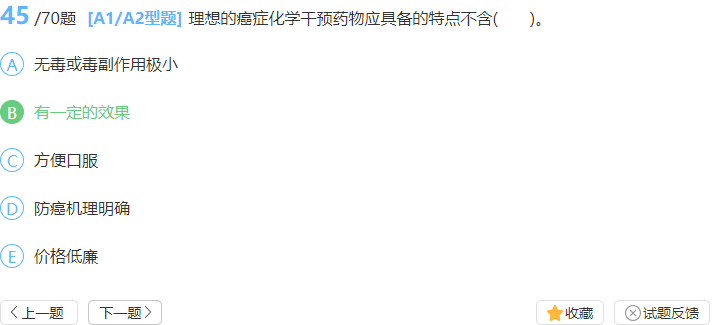 45 /70题 [A1/A2型题] 理想的癌症化学干预药物应具备的特点不含( )。
A 无毒或毒副作用极小
B 有一定的效果
C 方便口服
D 防癌机理明确
E 价格低廉
上一题 下一题 收藏 试题反馈